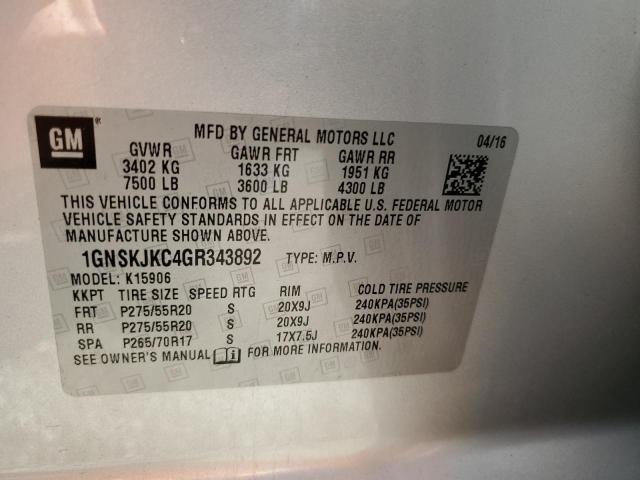 GM ®
MFD BY GENERAL MOTORS LLC 04/16
GVWR GAWR FRT GAWR RR
3402 KG 1633 KG 1951 KG
7500 LB 3600 LB 4300 LB
THIS VEHICLE CONFORMS TO ALL APPLICABLE U.S. FEDERAL MOTOR
VEHICLE SAFETY STANDARDS IN EFFECT ON THE DATE OF
MANUFACTURE SHOWN ABOVE.
1GNSKJKC4GR343892 TYPE: M.P.V.
MODEL: K15906
KKPT TIRE SIZE SPEED RTG RIM COLD TIRE PRESSURE
FRT P275/55R20 S 20X9J 240KPA(35PSI)
RR P275/55R20 S 20X9J 240KPA(35PSI)
SPA P265/70R17 S 17X7.5J 240KPA(35PSI)
SEE OWNER'S MANUAL FOR MORE INFORMATION.